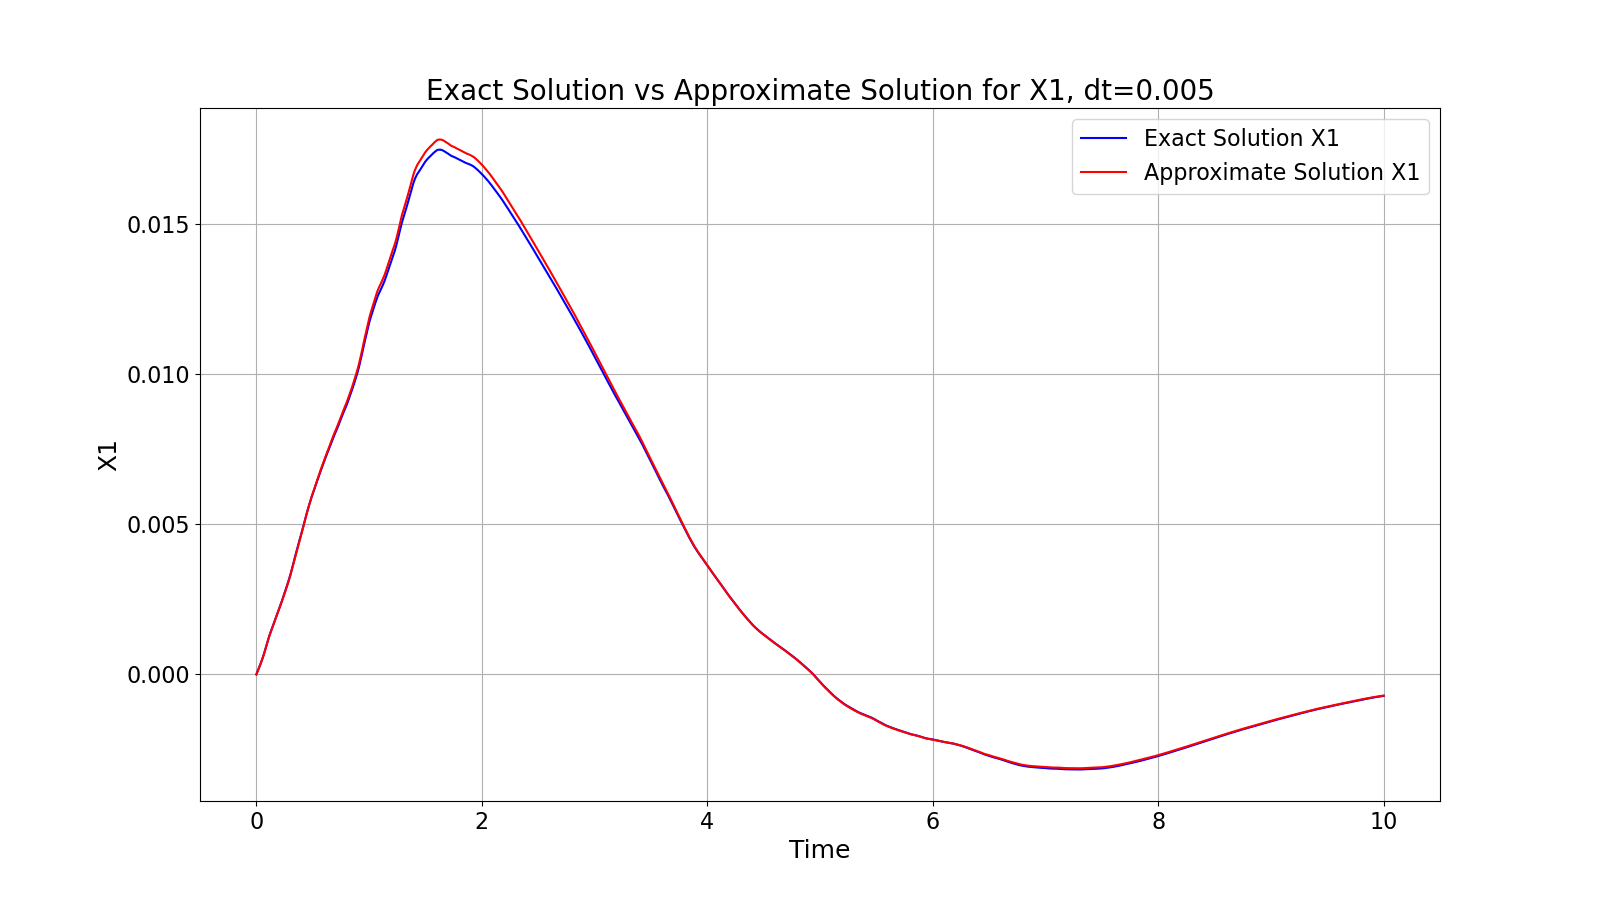 Exact Solution vs Approximate Solution for X1, dt=0.005
Exact Solution X1
Approximate Solution X1
0.015
0.010
0.005
0.000
X1
0 2 4 6 8 10
Time